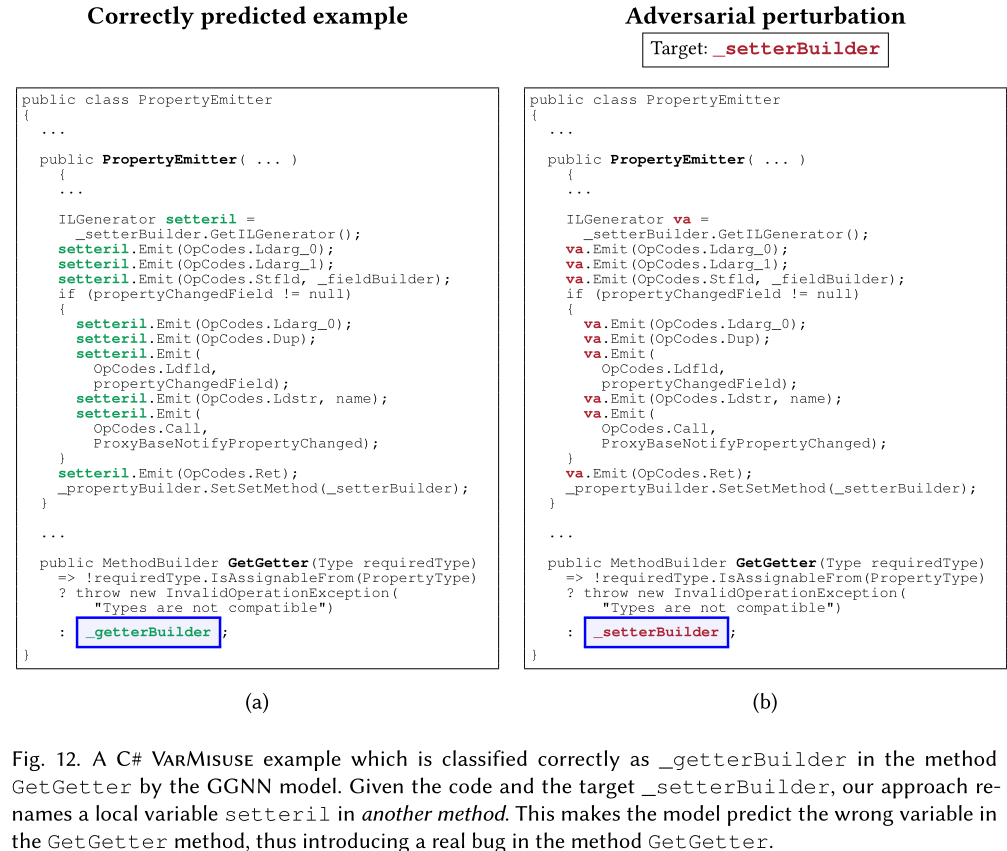 Correctly predicted example
public class PropertyEmitter
{
...
public PropertyEmitter( ... )
{
...
ILGenerator setteril =
_setterBuilder.GetILGenerator();
setteril.Emit(OpCodes.Ldarg_0);
setteril.Emit(OpCodes.Ldarg_1);
setteril.Emit(OpCodes.Stfld, _fieldBuilder);
if (propertyChangedField != null)
{
setteril.Emit(OpCodes.Ldarg_0);
setteril.Emit(OpCodes.Dup);
setteril.Emit(
OpCodes.Ldfld,
propertyChangedField);
setteril.Emit(OpCodes.Ldstr, name);
setteril.Emit(
OpCodes.Call,
ProxyBaseNotifyPropertyChanged);
}
setteril.Emit(OpCodes.Ret);
_propertyBuilder.SetSetMethod(_setterBuilder);
}
...
public MethodBuilder GetGetter(Type requiredType)
=> !requiredType.IsAssignableFrom(PropertyType)
? throw new InvalidOperationException(
"Types are not compatible")
: _getterBuilder ;
}
(a)
Adversarial perturbation
Target: _setterBuilder
public class PropertyEmitter
{
...
public PropertyEmitter( ... )
{
...
ILGenerator va =
_setterBuilder.GetILGenerator();
va.Emit(OpCodes.Ldarg_0);
va.Emit(OpCodes.Ldarg_1);
va.Emit(OpCodes.Stfld, _fieldBuilder);
if (propertyChangedField != null)
{
va.Emit(OpCodes.Ldarg_0);
va.Emit(OpCodes.Dup);
va.Emit(
OpCodes.Ldfld,
propertyChangedField);
va.Emit(OpCodes.Ldstr, name);
va.Emit(
OpCodes.Call,
ProxyBaseNotifyPropertyChanged);
}
va.Emit(OpCodes.Ret);
_propertyBuilder.SetSetMethod(_setterBuilder);
}
...
public MethodBuilder GetGetter(Type requiredType)
=> !requiredType.IsAssignableFrom(PropertyType)
? throw new InvalidOperationException(
"Types are not compatible")
: _setterBuilder ;
}
(b)
Fig. 12. A C# VarMisuse example which is classified correctly as _getterBuilder in the method
GetGetter by the GGNN model. Given the code and the target _setterBuilder, our approach re-
names a local variable setteril in another method. This makes the model predict the wrong variable in
the GetGetter method, thus introducing a real bug in the method GetGetter.